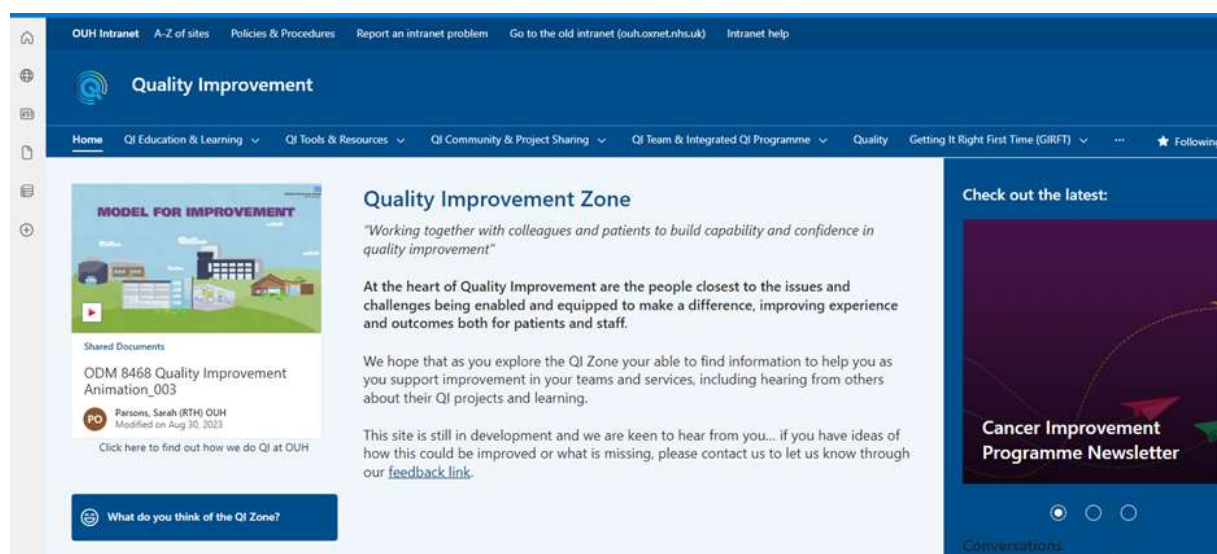 OUH Intranet A-Z of sites Policies & Procedures Report an intranet problem Go to the old intranet (ouh.oxnet.nhs.uk) Intranet help
Quality Improvement
Home QI Education & Learning QI Tools & Resources QI Community & Project Sharing QI Team & Integrated QI Programme Quality Getting It Right First Time (GIRFT) ... Following
MODEL FOR IMPROVEMENT
Shared Documents
ODM 8468 Quality Improvement
Animation_003
PO
Parsons, Sarah (RTH) OUH
Modified on Aug 30, 2023
Click here to find out how we do QI at OUH
What do you think of the QI Zone?
Quality Improvement Zone
"Working together with colleagues and patients to build capability and confidence in
quality improvement"
At the heart of Quality Improvement are the people closest to the issues and
challenges being enabled and equipped to make a difference, improving experience
and outcomes both for patients and staff.
We hope that as you explore the QI Zone your able to find information to help you as
you support improvement in your teams and services, including hearing from others
about their QI projects and learning.
This site is still in development and we are keen to hear from you... if you have ideas of
how this could be improved or what is missing, please contact us to let us know through
our feedback link.
Check out the latest:
Cancer Improvement
Programme Newsletter
Conversations